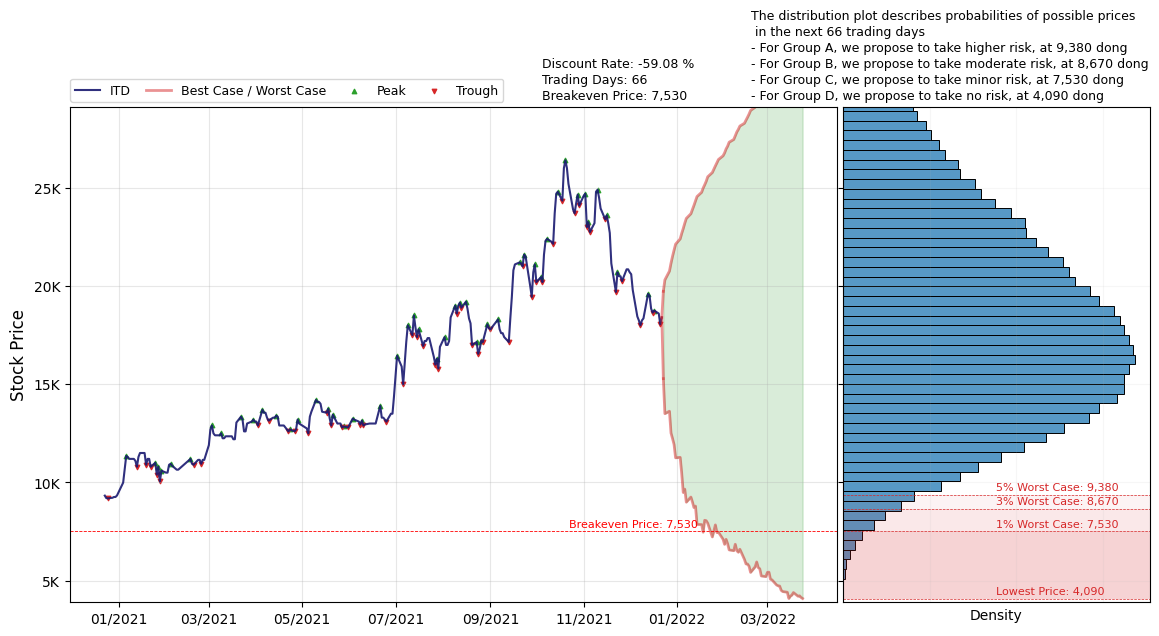 The distribution plot describes probabilities of possible prices
in the next 66 trading days
- For Group A, we propose to take higher risk, at 9,380 dong
- For Group B, we propose to take moderate risk, at 8,670 dong
- For Group C, we propose to take minor risk, at 7,530 dong
- For Group D, we propose to take no risk, at 4,090 dong
Discount Rate: -59.08 %
Trading Days: 66
Breakeven Price: 7,530
ITD Best Case / Worst Case Peak Trough
Stock Price
25K
20K
15K
10K
5K
Breakeven Price: 7,530
01/2021 03/2021 05/2021 07/2021 09/2021 11/2021 01/2022 03/2022
5% Worst Case: 9,380
3% Worst Case: 8,670
1% Worst Case: 7,530
Lowest Price: 4,090
Density